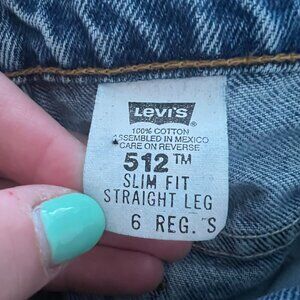 LEVI'S®
100% COTTON
ASSEMBLED IN MEXICO
CARE ON REVERSE
512™
SLIM FIT
STRAIGHT LEG
6 REG. S